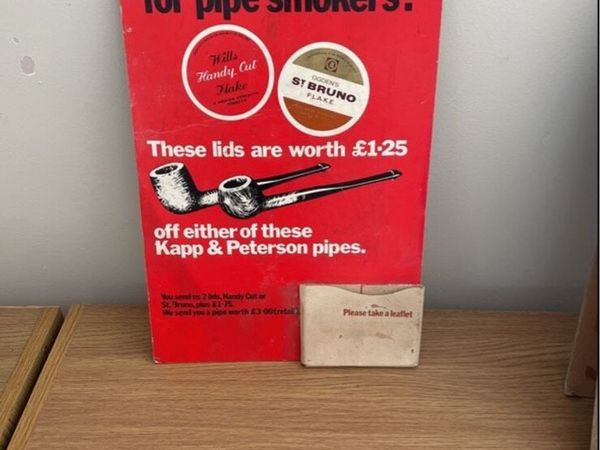 for pipe smokers!
Wills
Handy Cut
Flake
OGDEN'S
ST BRUNO
FLAKE
These lids are worth £1·25
off either of these
Kapp & Peterson pipes.
You send us 2 lids, Handy Cut or
St. Bruno, plus £1·75.
We send you a pipe worth £3·00 (retail).
Please take a leaflet